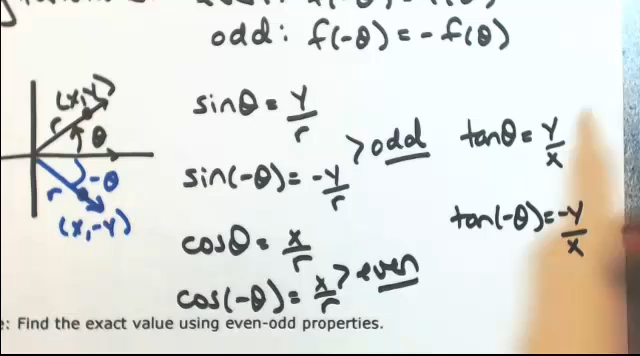 odd: f(-θ) = -f(θ)
(x,y)
r
θ
-θ
r
(x,-y)
sinθ = y/r
sin(-θ) = -y/r
> odd
cosθ = x/r
cos(-θ) = x/r
> even
tanθ = y/x
tan(-θ) = -y/x
e: Find the exact value using even-odd properties.